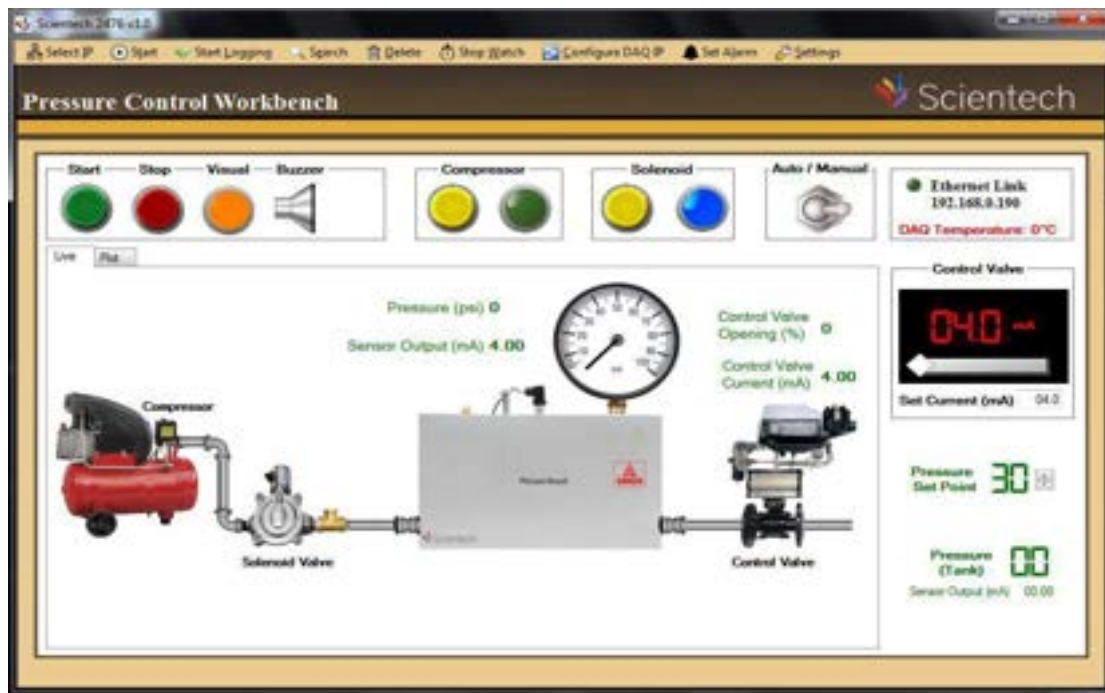 Scientech 2476 v1.0
Select IP Start Start Logging Search Delete Stop Watch Configure DAQ IP Set Alarm Settings
Pressure Control Workbench
Scientech
Start Stop Visual Buzzer
Compressor
Solenoid
Auto / Manual
Ethernet Link
192.168.0.190
DAQ Temperature: 0°C
Live Plot
Pressure (psi) 0
Sensor Output (mA) 4.00
Control Valve
Opening (%) 0
Control Valve
Current (mA) 4.00
Control Valve
04.0 mA
Set Current (mA) 04.0
Compressor
Solenoid Valve
Scientech
Control Valve
Pressure
Set Point 30
Pressure
(Tank) 00
Sensor Output (mA) 00.00